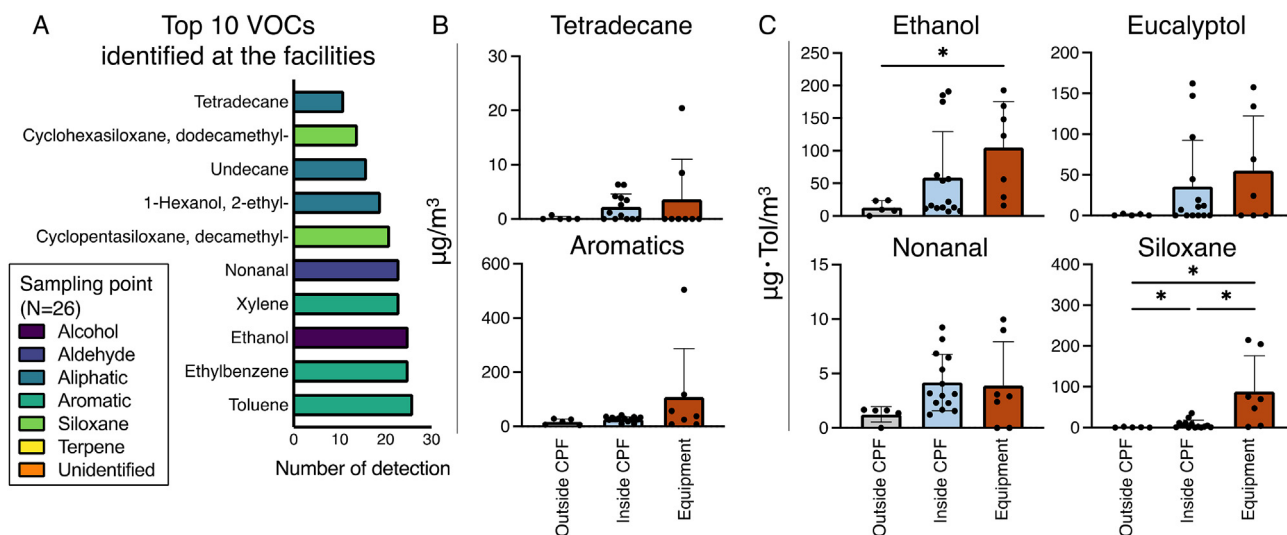 A
Top 10 VOCs
identified at the facilities
Tetradecane
Cyclohexasiloxane, dodecamethyl-
Undecane
1-Hexanol, 2-ethyl-
Cyclopentasiloxane, decamethyl-
Nonanal
Xylene
Ethanol
Ethylbenzene
Toluene
0 10 20 30
Number of detection
Sampling point
(N=26)
Alcohol
Aldehyde
Aliphatic
Aromatic
Siloxane
Terpene
Unidentified
B
µg/m³
Tetradecane
30
20
10
0
Aromatics
600
400
200
0
Outside CPF
Inside CPF
Equipment
C
µg·Tol/m³
Ethanol
250
200
150
100
50
0
*
Eucalyptol
200
150
100
50
0
Nonanal
15
10
5
0
Outside CPF
Inside CPF
Equipment
Siloxane
400
300
200
100
0
*
* *
Outside CPF
Inside CPF
Equipment